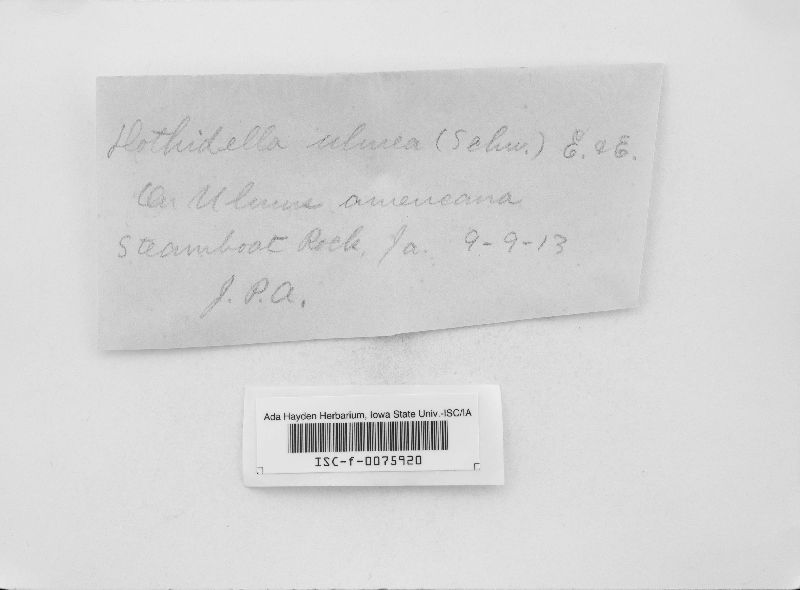 Dothidella ulmea (Schw.) E. & E.
On Ulmus americana
Steamboat Rock, Ia. 9-9-13
J.P.A.
Ada Hayden Herbarium, Iowa State Univ.-ISC/IA
ISC-f-0075920